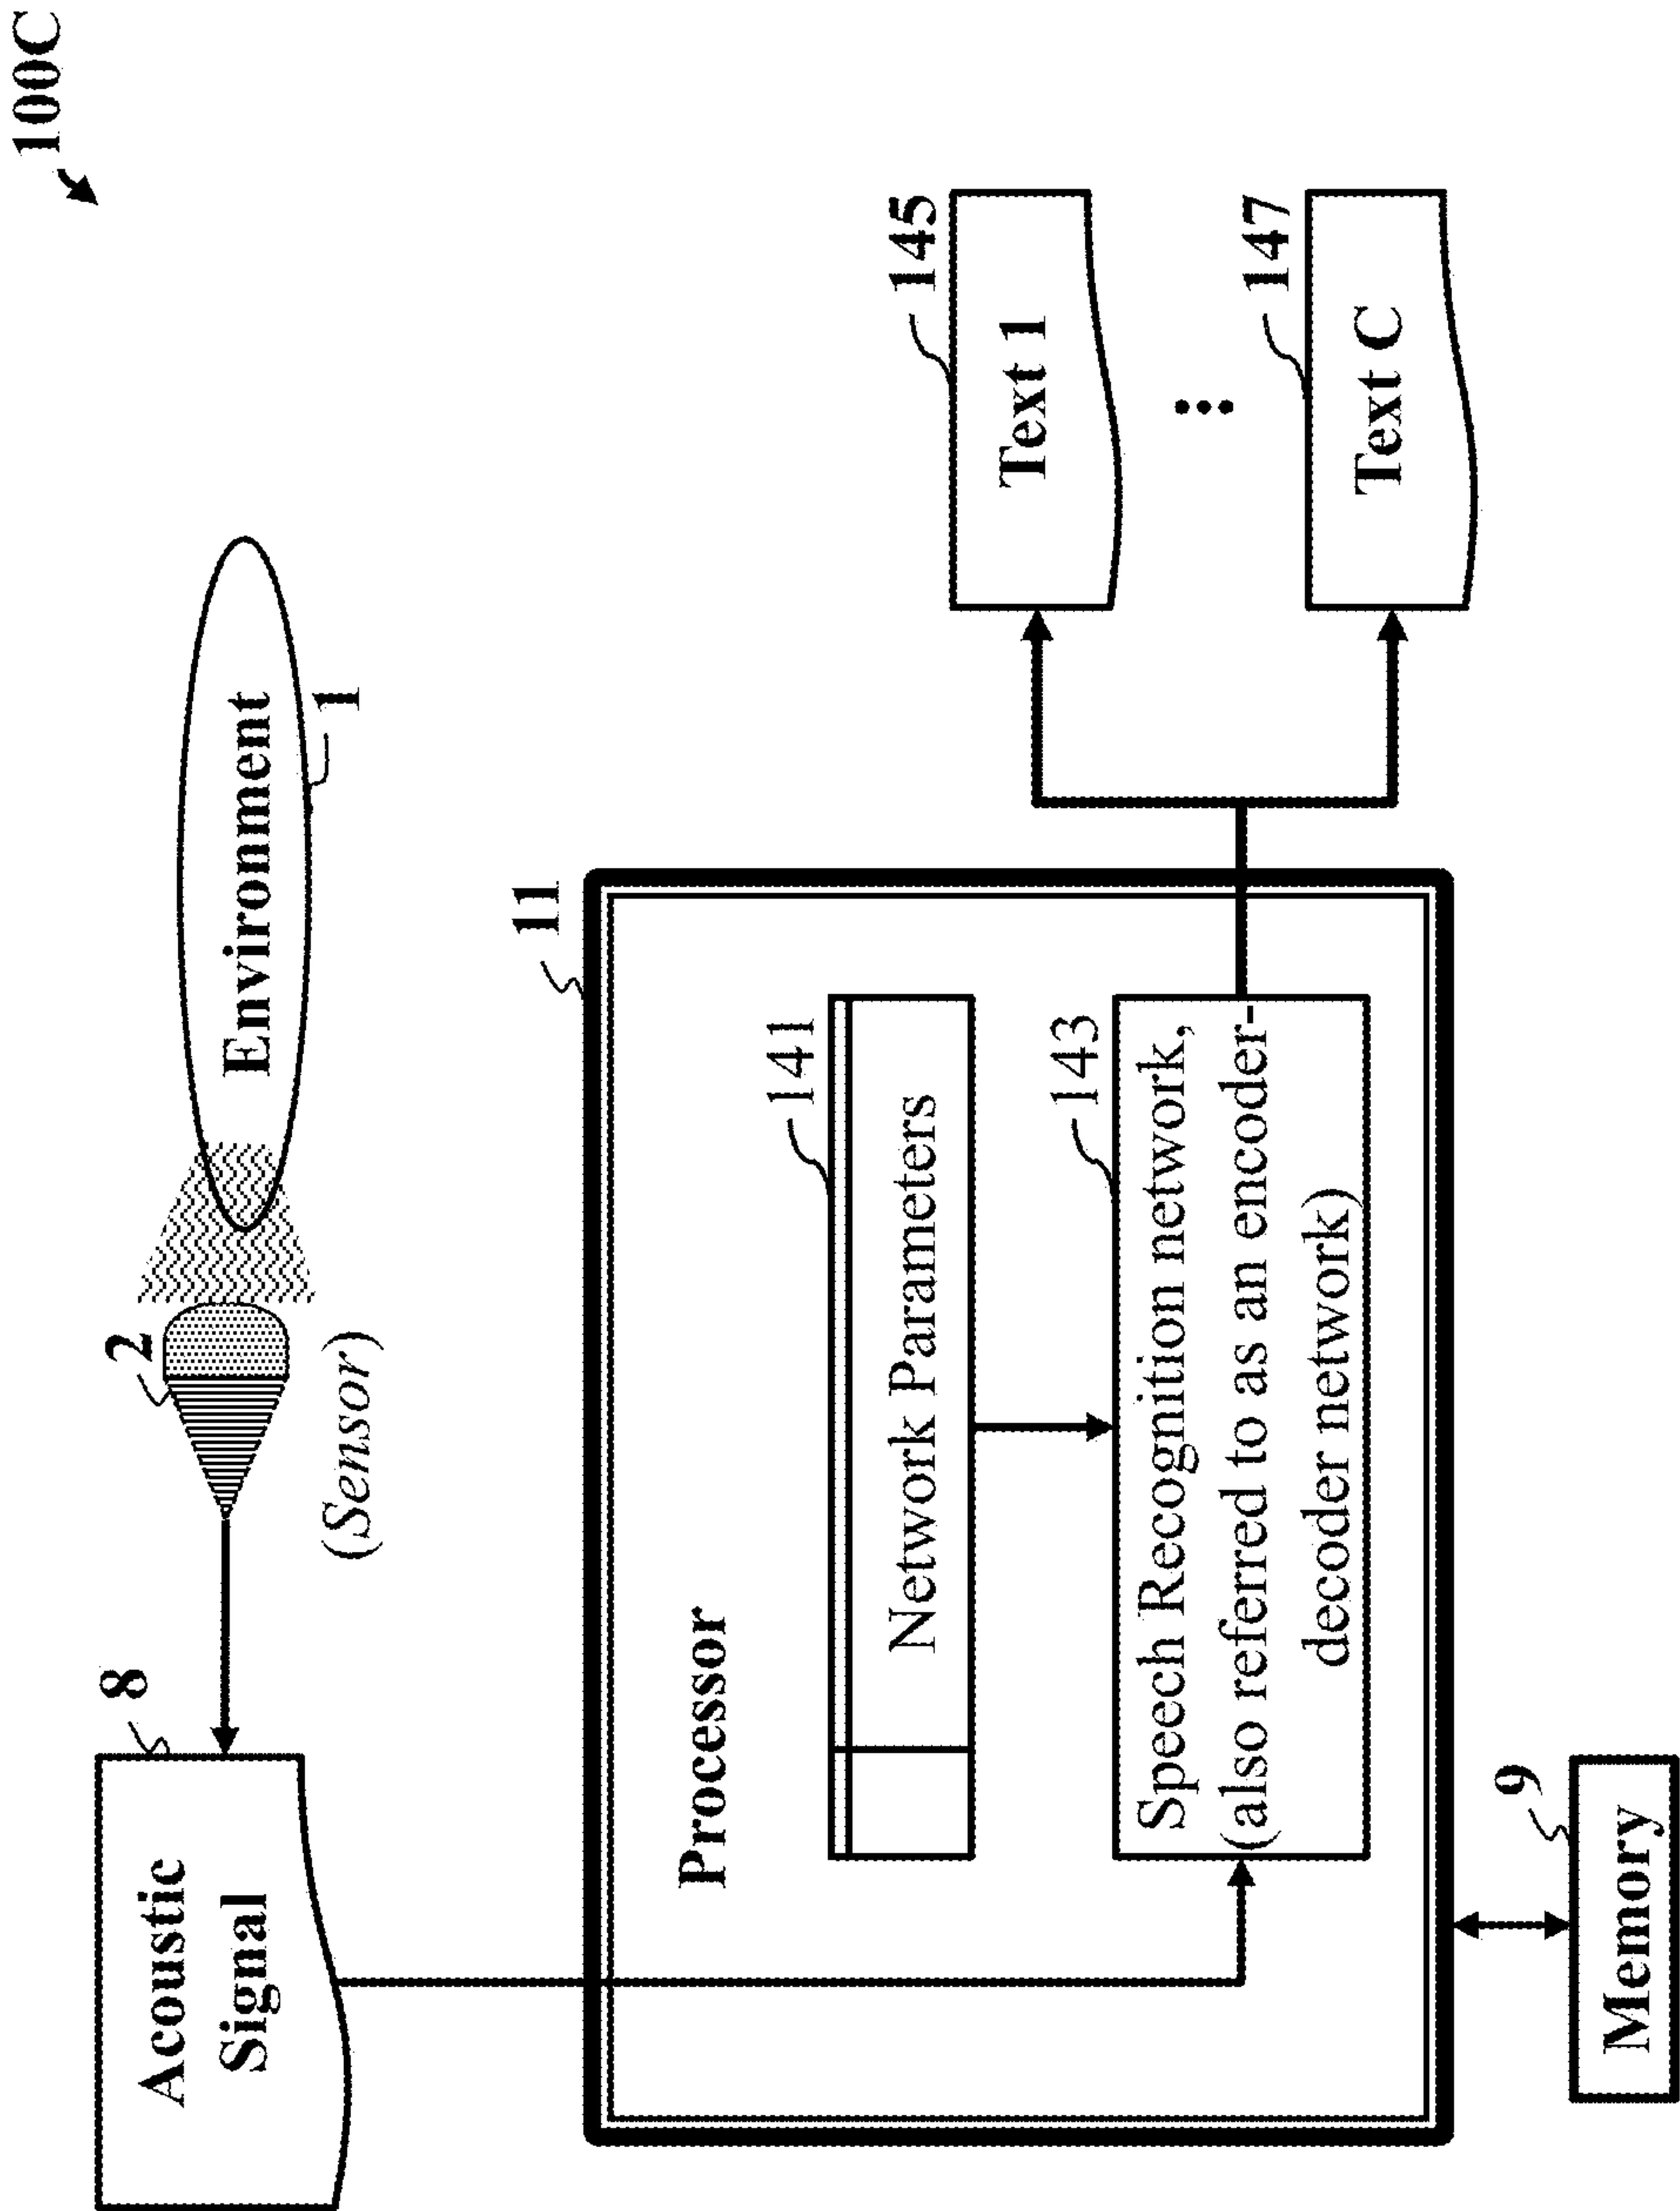 100C
Acoustic
Signal
8
2
(Sensor)
Environment
1
11
Processor
141
Network Parameters
143
Speech Recognition network,
(also referred to as an encoder-
decoder network)
145
Text 1
147
Text C
9
Memory